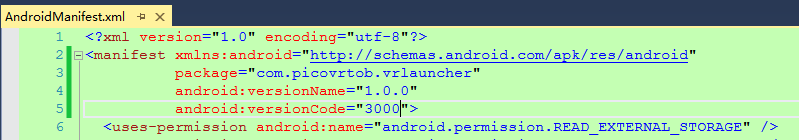 AndroidManifest.xml
1 <?xml version="1.0" encoding="utf-8"?>
2 <manifest xmlns:android="http://schemas.android.com/apk/res/android"
3 package="com.picovrtob.vrlauncher"
4 android:versionName="1.0.0"
5 android:versionCode="3000">
6 <uses-permission android:name="android.permission.READ_EXTERNAL_STORAGE" />